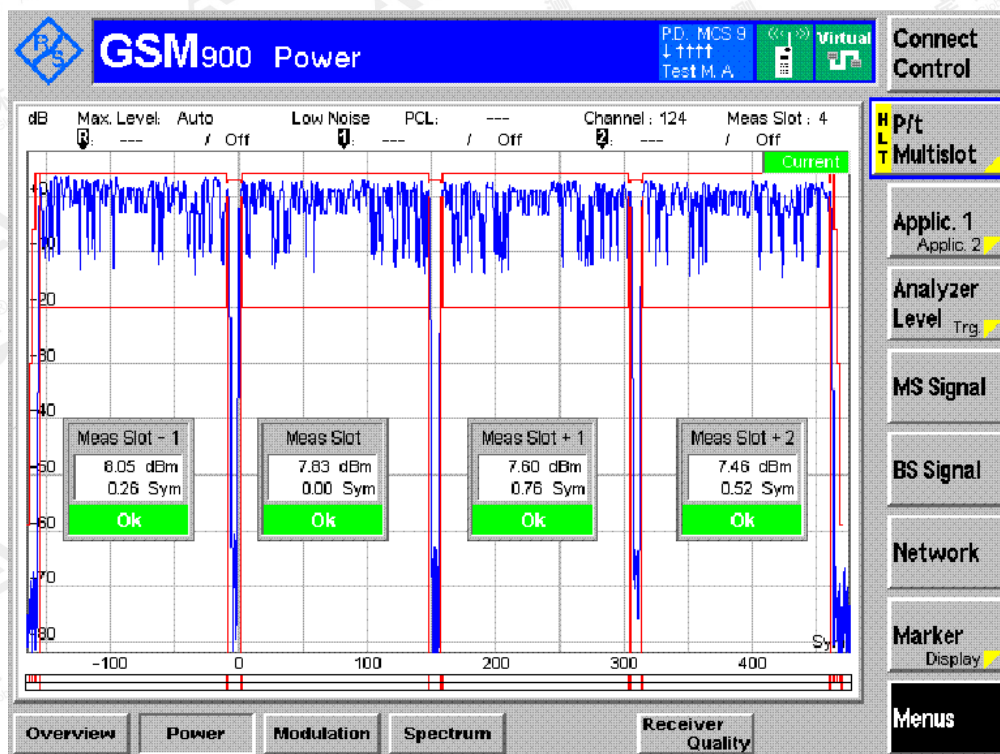 R/S
GSM900 Power
P.D. MCS 9
↓↑↑↑↑
Test M. A
Virtual
Connect
Control
dB Max. Level: Auto Low Noise PCL: --- Channel : 124 Meas Slot : 4
R: --- / Off 1: --- / Off 2: --- / Off
H
L
T
P/t
Multislot
Current
Applic. 1
Applic. 2
Analyzer
Level Trg.
MS Signal
BS Signal
Network
Marker
Display
Menus
+0
-10
-20
-30
-40
-50
-60
-70
-80
Meas Slot - 1
8.05 dBm
0.26 Sym
Ok
Meas Slot
7.83 dBm
0.00 Sym
Ok
Meas Slot + 1
7.60 dBm
0.76 Sym
Ok
Meas Slot + 2
7.46 dBm
0.52 Sym
Ok
Sy
-100 0 100 200 300 400
Overview Power Modulation Spectrum Receiver
Quality